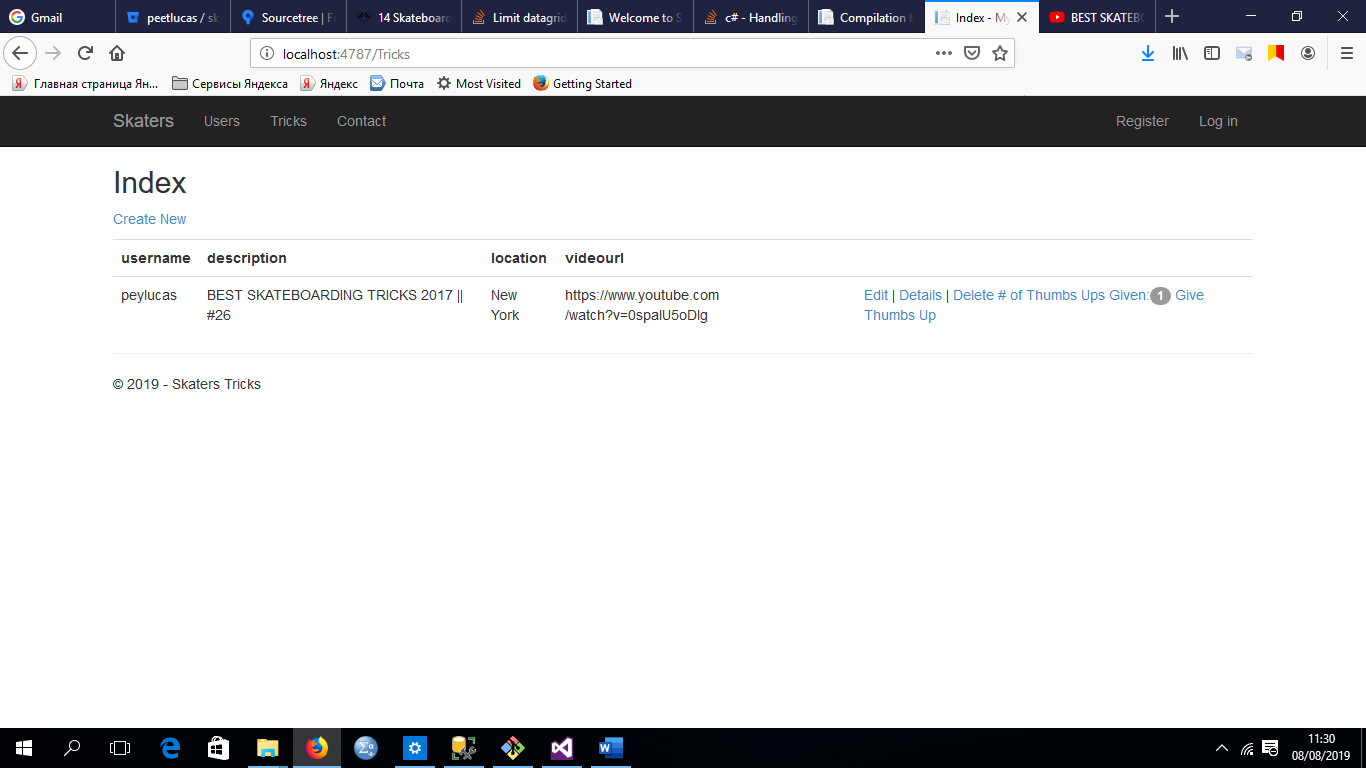 Gmail
peetlucas / sk
Sourcetree | F
14 Skateboard
Limit datagrid
Welcome to S
c# - Handling
Compilation E
Index - My
BEST SKATEBO
localhost:4787/Tricks
Главная страница Ян...
Сервисы Яндекса
Яндекс
Почта
Most Visited
Getting Started
Skaters
Users
Tricks
Contact
Register
Log in
Index
Create New
username description location videourl
peylucas
BEST SKATEBOARDING TRICKS 2017 ||
#26
New
York
https://www.youtube.com
/watch?v=0spalU5oDlg
Edit | Details | Delete # of Thumbs Ups Given: 1 Give
Thumbs Up
© 2019 - Skaters Tricks
11:30
08/08/2019